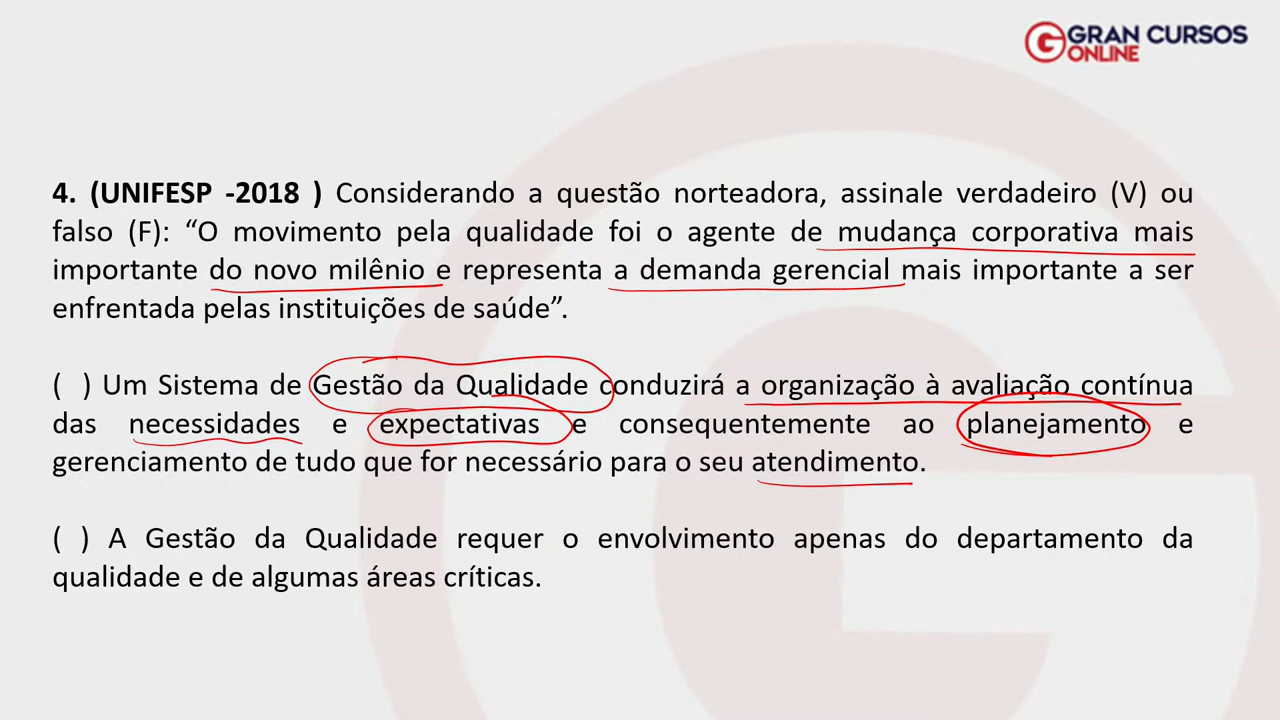 GRAN CURSOS
ONLINE
4. (UNIFESP -2018 ) Considerando a questão norteadora, assinale verdadeiro (V) ou
falso (F): “O movimento pela qualidade foi o agente de mudança corporativa mais
importante do novo milênio e representa a demanda gerencial mais importante a ser
enfrentada pelas instituições de saúde”.
( ) Um Sistema de Gestão da Qualidade conduzirá a organização à avaliação contínua
das necessidades e expectativas e consequentemente ao planejamento e
gerenciamento de tudo que for necessário para o seu atendimento.
( ) A Gestão da Qualidade requer o envolvimento apenas do departamento da
qualidade e de algumas áreas críticas.